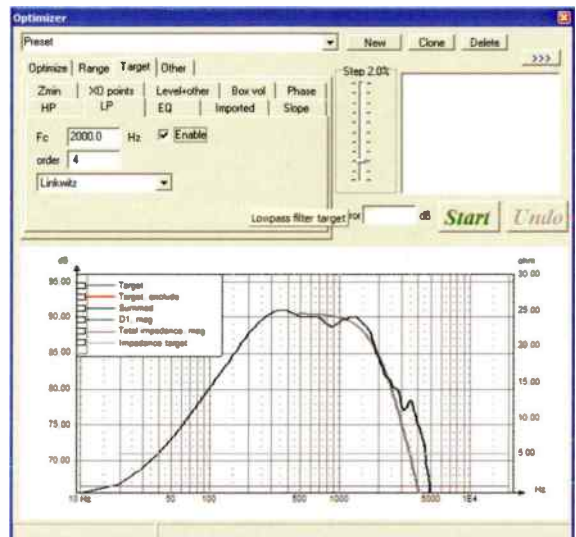 Optimizer
Preset
New Clone Delete
>>>
Optimize Range Target Other
Step 2.0%
Zmin XO points Level+other Box vol Phase
HP LP EQ Imported Slope
Fc 2000.0 Hz Enable
order 4
Linkwitz
Lowpass filter target ror dB Start Undo
dB ohm
95.00 30.00
Target
Target. exclude
Summed
D1. mag
Total impedance. mag
Impedance target
90.00 25.00
85.00 20.00
80.00 15.00
75.00 10.00
70.00 5.00
10 Hz 50 100 500 1000 5000 1E4 Hz